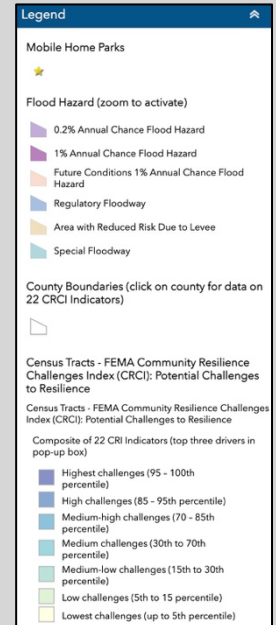 Legend
Mobile Home Parks
Flood Hazard (zoom to activate)
0.2% Annual Chance Flood Hazard
1% Annual Chance Flood Hazard
Future Conditions 1% Annual Chance Flood
Hazard
Regulatory Floodway
Area with Reduced Risk Due to Levee
Special Floodway
County Boundaries (click on county for data on
22 CRCI Indicators)
Census Tracts - FEMA Community Resilience
Challenges Index (CRCI): Potential Challenges
to Resilience
Census Tracts - FEMA Community Resilience Challenges
Index (CRCI): Potential Challenges to Resilience
Composite of 22 CRI Indicators (top three drivers in
pop-up box)
Highest challenges (95 - 100th
percentile)
High challenges (85 - 95th percentile)
Medium-high challenges (70 - 85th
percentile)
Medium challenges (30th to 70th
percentile)
Medium-low challenges (15th to 30th
percentile)
Low challenges (5th to 15 percentile)
Lowest challenges (up to 5th percentile)